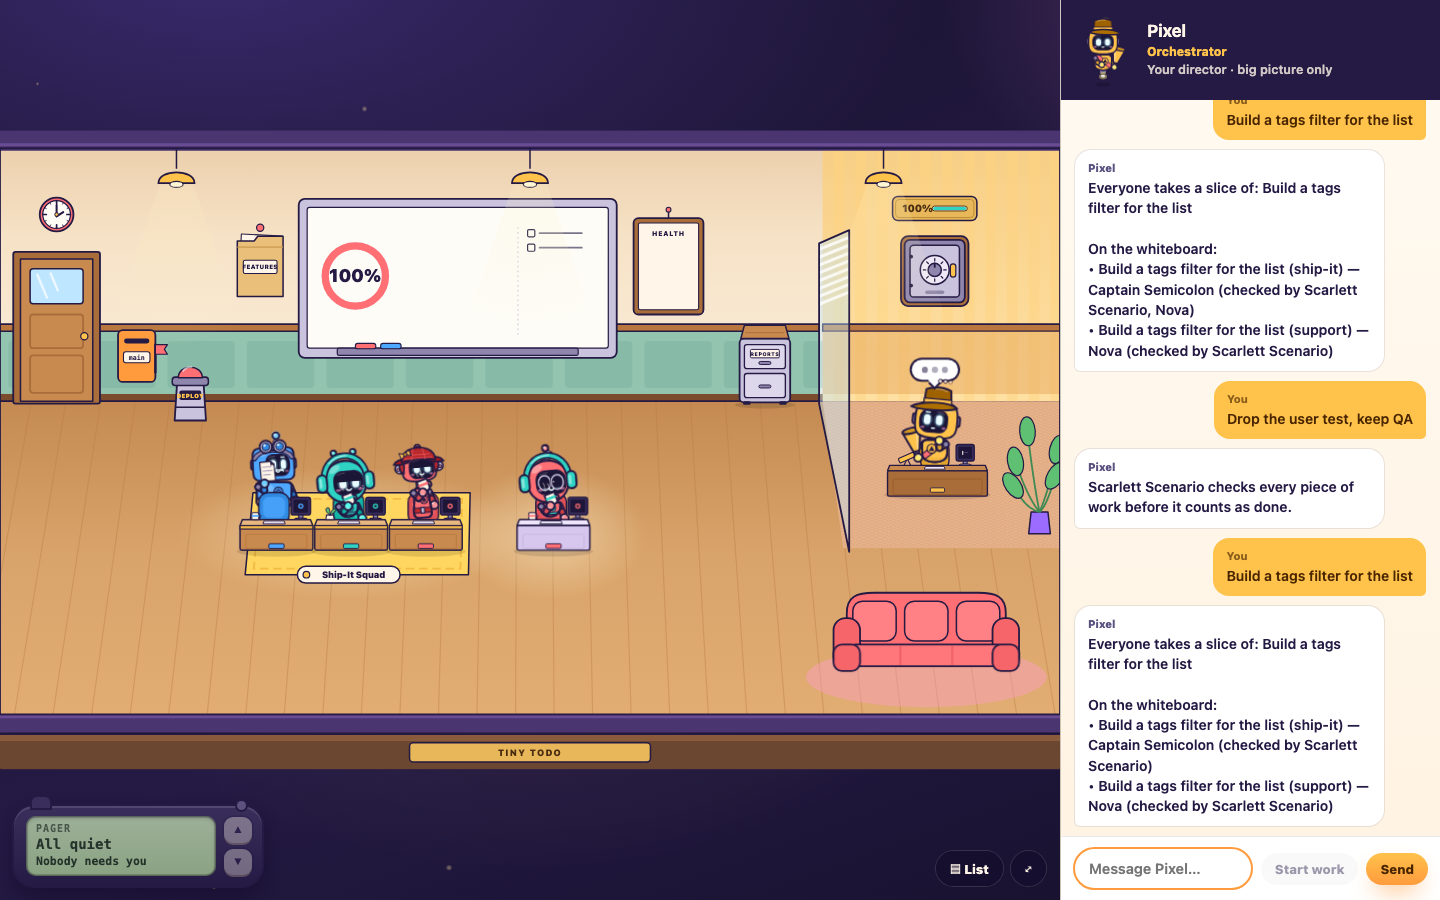 Pixel
Orchestrator
Your director · big picture only
You
Build a tags filter for the list
Pixel
Everyone takes a slice of: Build a tags
filter for the list
On the whiteboard:
• Build a tags filter for the list (ship-it) —
Captain Semicolon (checked by Scarlett
Scenario, Nova)
• Build a tags filter for the list (support) —
Nova (checked by Scarlett Scenario)
You
Drop the user test, keep QA
Pixel
Scarlett Scenario checks every piece of
work before it counts as done.
You
Build a tags filter for the list
Pixel
Everyone takes a slice of: Build a tags
filter for the list
On the whiteboard:
• Build a tags filter for the list (ship-it) —
Captain Semicolon (checked by Scarlett
Scenario)
• Build a tags filter for the list (support) —
Nova (checked by Scarlett Scenario)
Message Pixel...
Start work
Send
100%
HEALTH
FEATURES
100%
REPORTS
main
DEPLOY
Ship-It Squad
TINY TODO
PAGER
All quiet
Nobody needs you
List